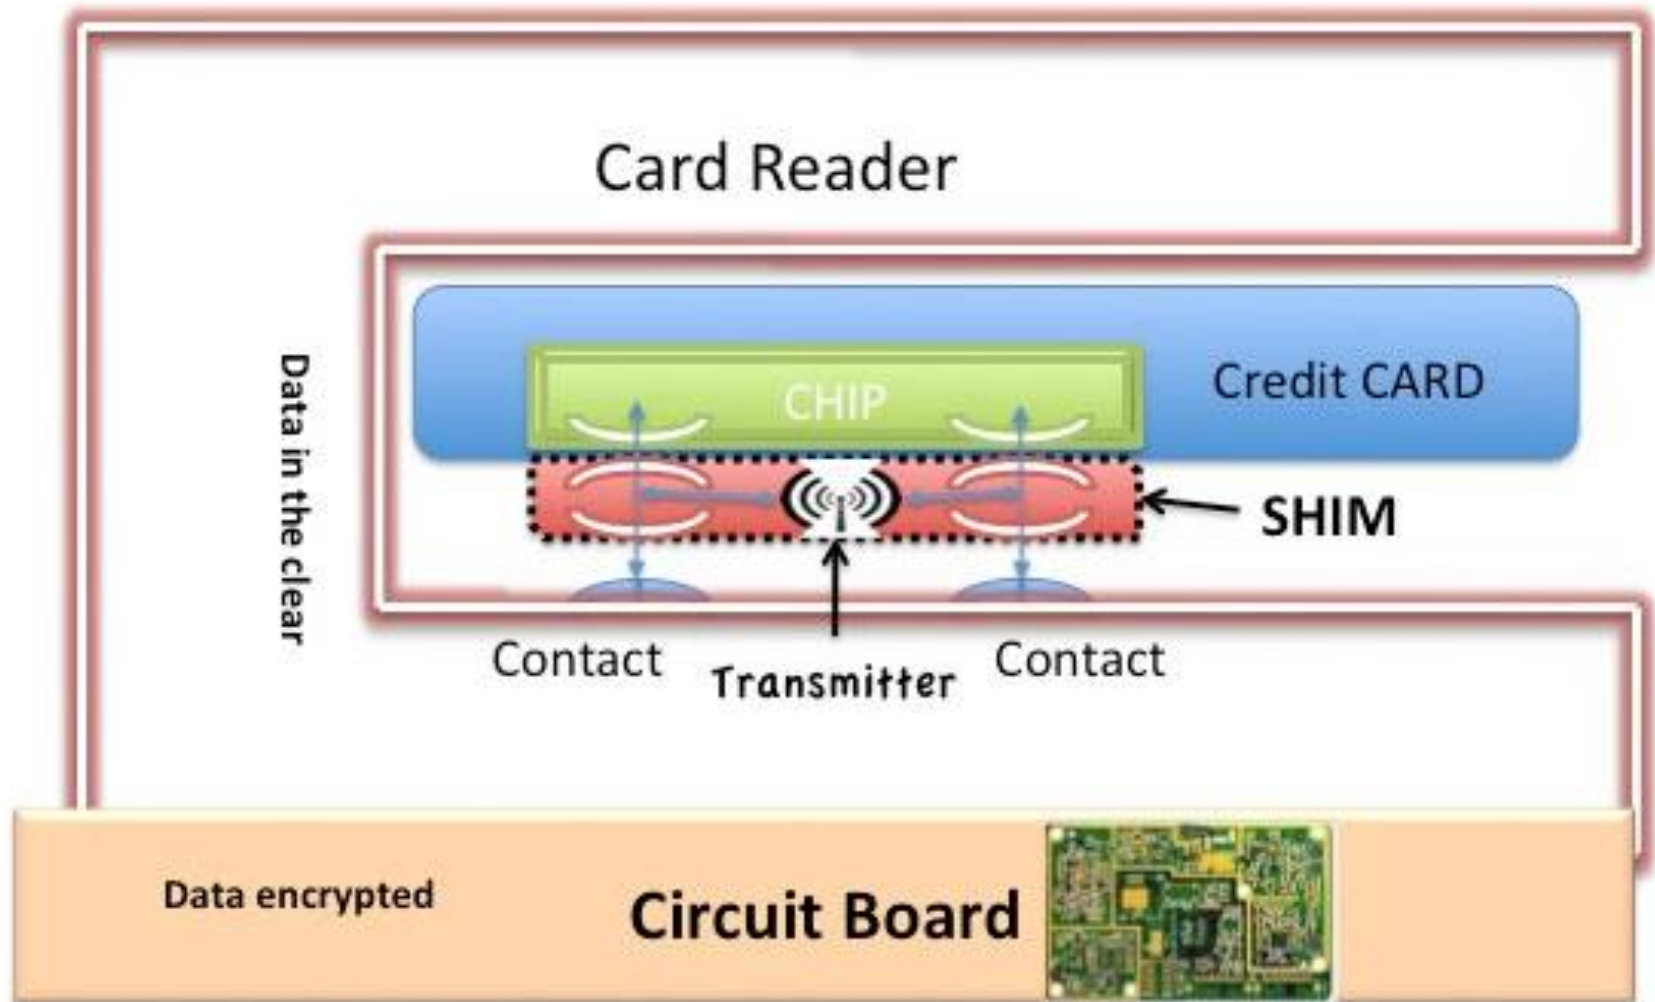 Card Reader
CHIP
Credit CARD
Data in the clear
SHIM
Contact
Transmitter
Contact
Data encrypted
Circuit Board